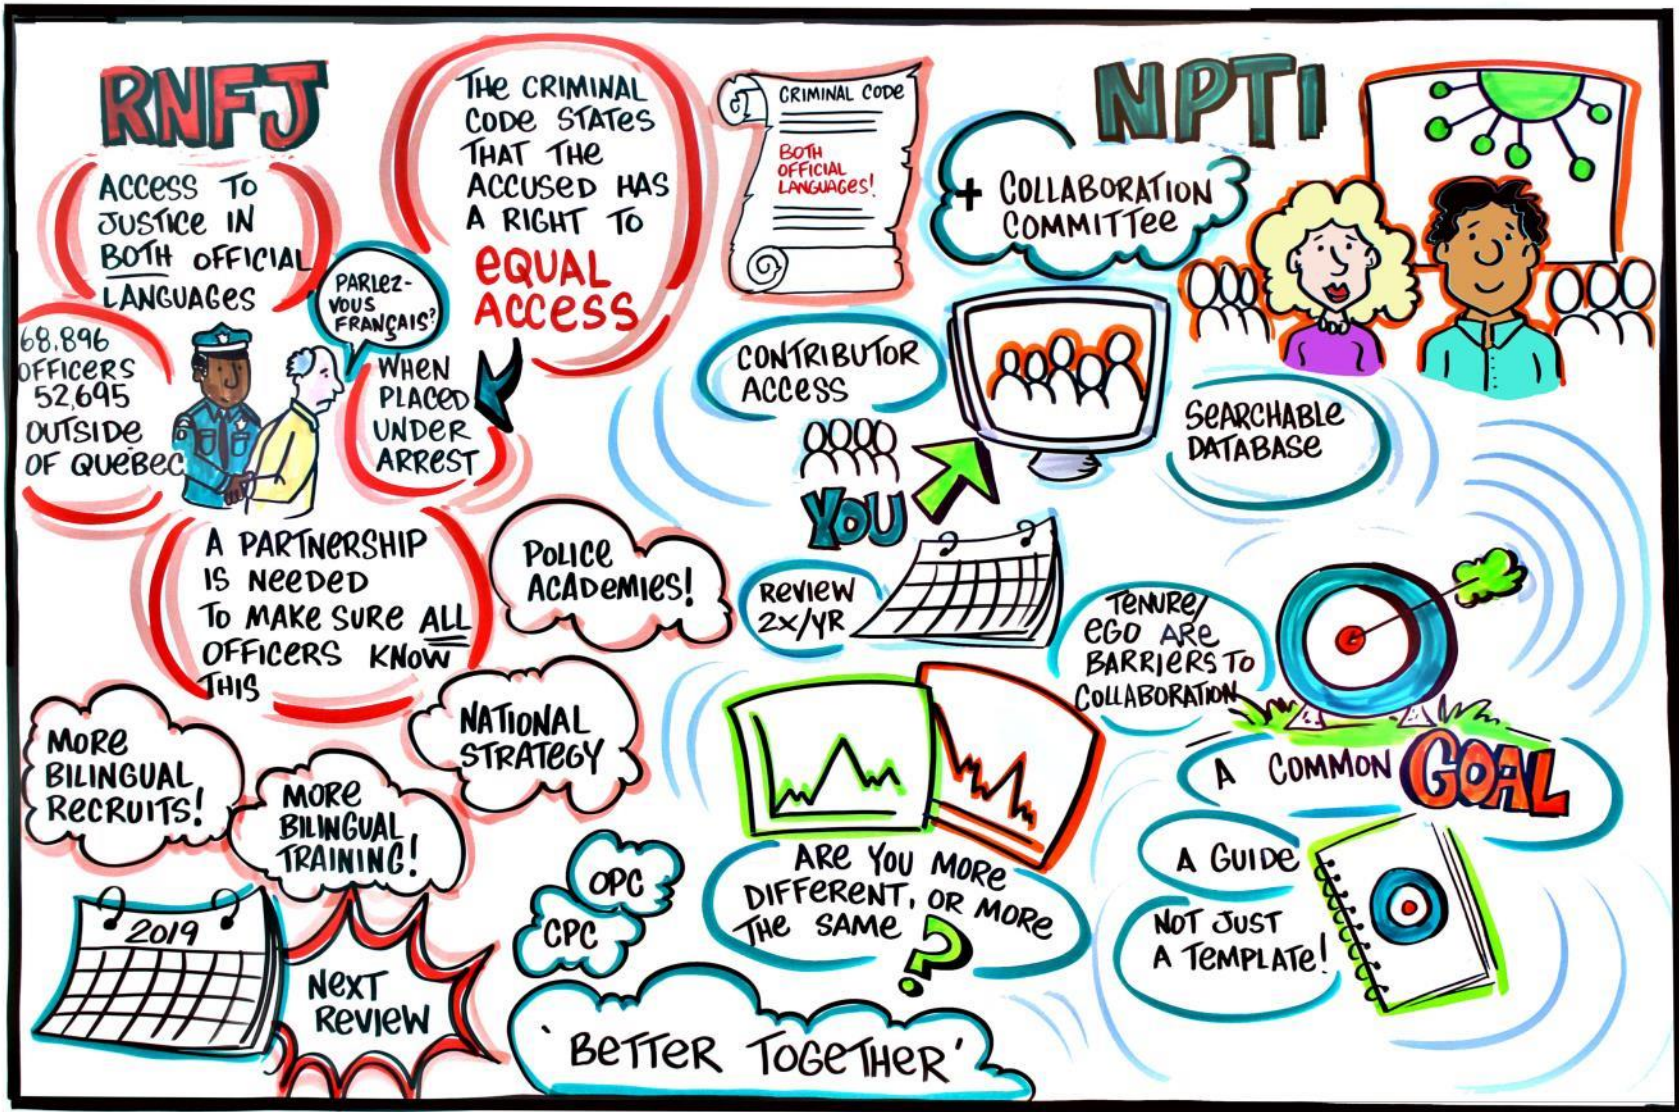 RNFJ
ACCESS TO
JUSTICE IN
BOTH OFFICIAL
LANGUAGES
68,896
OFFICERS
52,695
OUTSIDE
OF QUEBEC
PARLEZ-
VOUS
FRANÇAIS?
THE CRIMINAL
CODE STATES
THAT THE
ACCUSED HAS
A RIGHT TO
EQUAL
ACCESS
WHEN
PLACED
UNDER
ARREST
CRIMINAL CODE
BOTH
OFFICIAL
LANGUAGES!
A PARTNERSHIP
IS NEEDED
TO MAKE SURE ALL
OFFICERS KNOW
THIS
POLICE
ACADEMIES!
NATIONAL
STRATEGY
MORE
BILINGUAL
RECRUITS!
MORE
BILINGUAL
TRAINING!
2019
NEXT
REVIEW
NPTI
+ COLLABORATION
COMMITTEE
CONTRIBUTOR
ACCESS
YOU
SEARCHABLE
DATABASE
REVIEW
2X/YR
TENURE/
EGO ARE
BARRIERS TO
COLLABORATION
A COMMON GOAL
A GUIDE
NOT JUST
A TEMPLATE!
ARE YOU MORE
DIFFERENT, OR MORE
THE SAME
?
OPC
CPC
'BETTER TOGETHER'